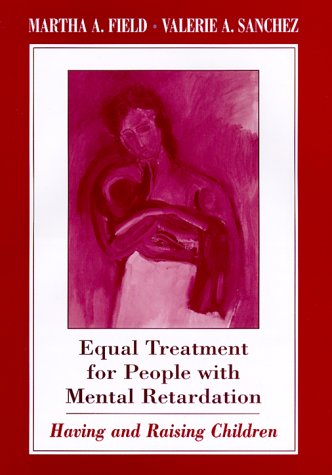 MARTHA A. FIELD · VALERIE A. SANCHEZ
Equal Treatment
for People with
Mental Retardation
Having and Raising Children